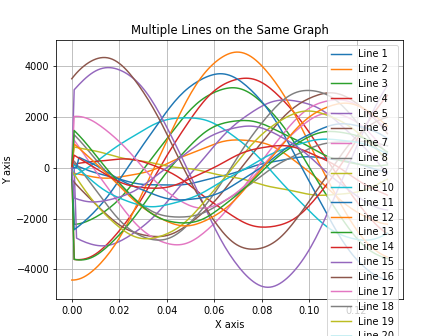 Multiple Lines on the Same Graph
Y axis
4000
2000
0
−2000
−4000
0.00
0.02
0.04
0.06
0.08
0.10
X axis
Line 1
Line 2
Line 3
Line 4
Line 5
Line 6
Line 7
Line 8
Line 9
Line 10
Line 11
Line 12
Line 13
Line 14
Line 15
Line 16
Line 17
Line 18
Line 19
Line 20